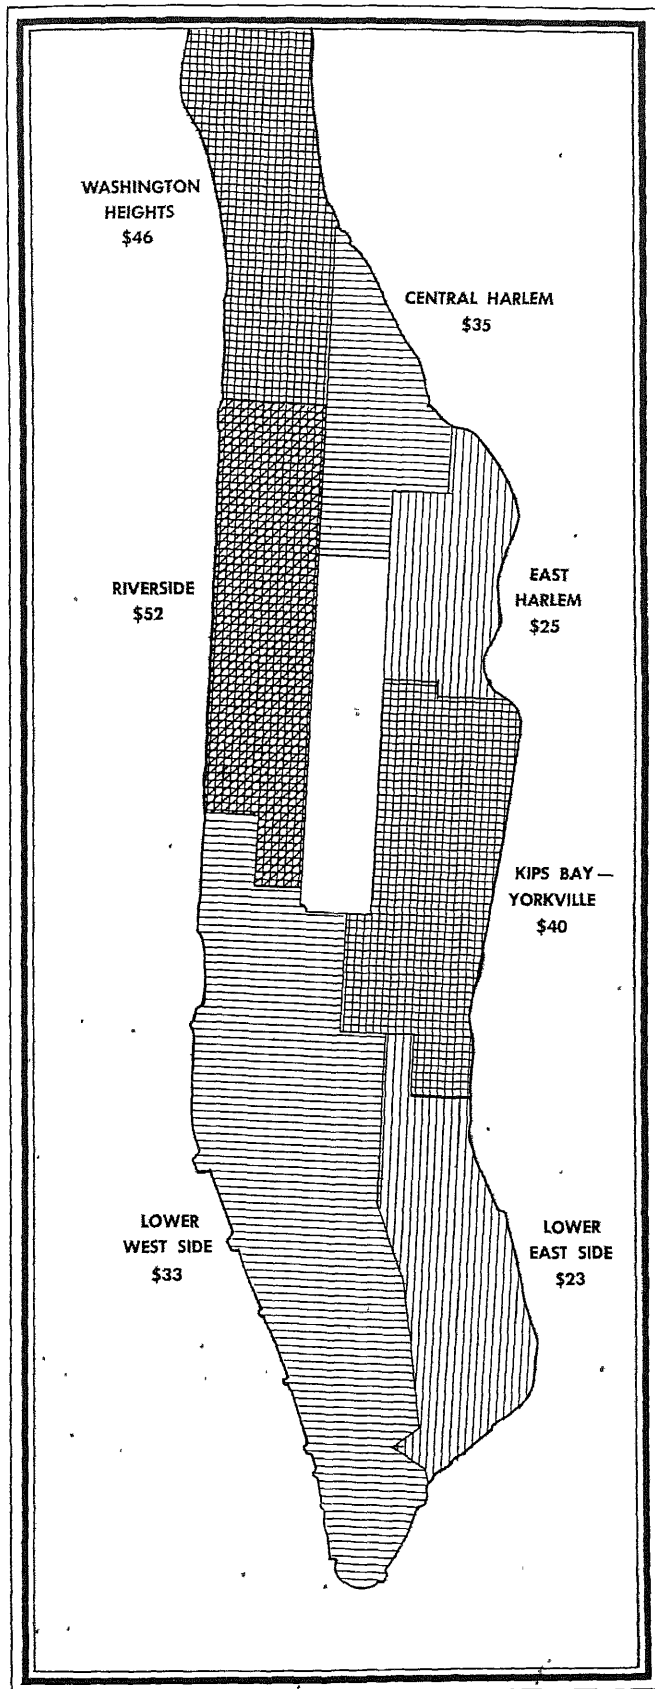 WASHINGTON
HEIGHTS
$46
CENTRAL HARLEM
$35
EAST
HARLEM
$25
RIVERSIDE
$52
KIPS BAY—
YORKVILLE
$40
LOWER
WEST SIDE
$33
LOWER
EAST SIDE
$23